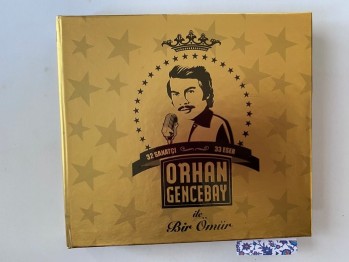 32 SANATÇI 33 ESER
ORHAN
GENCEBAY
ile
Bir Ömür